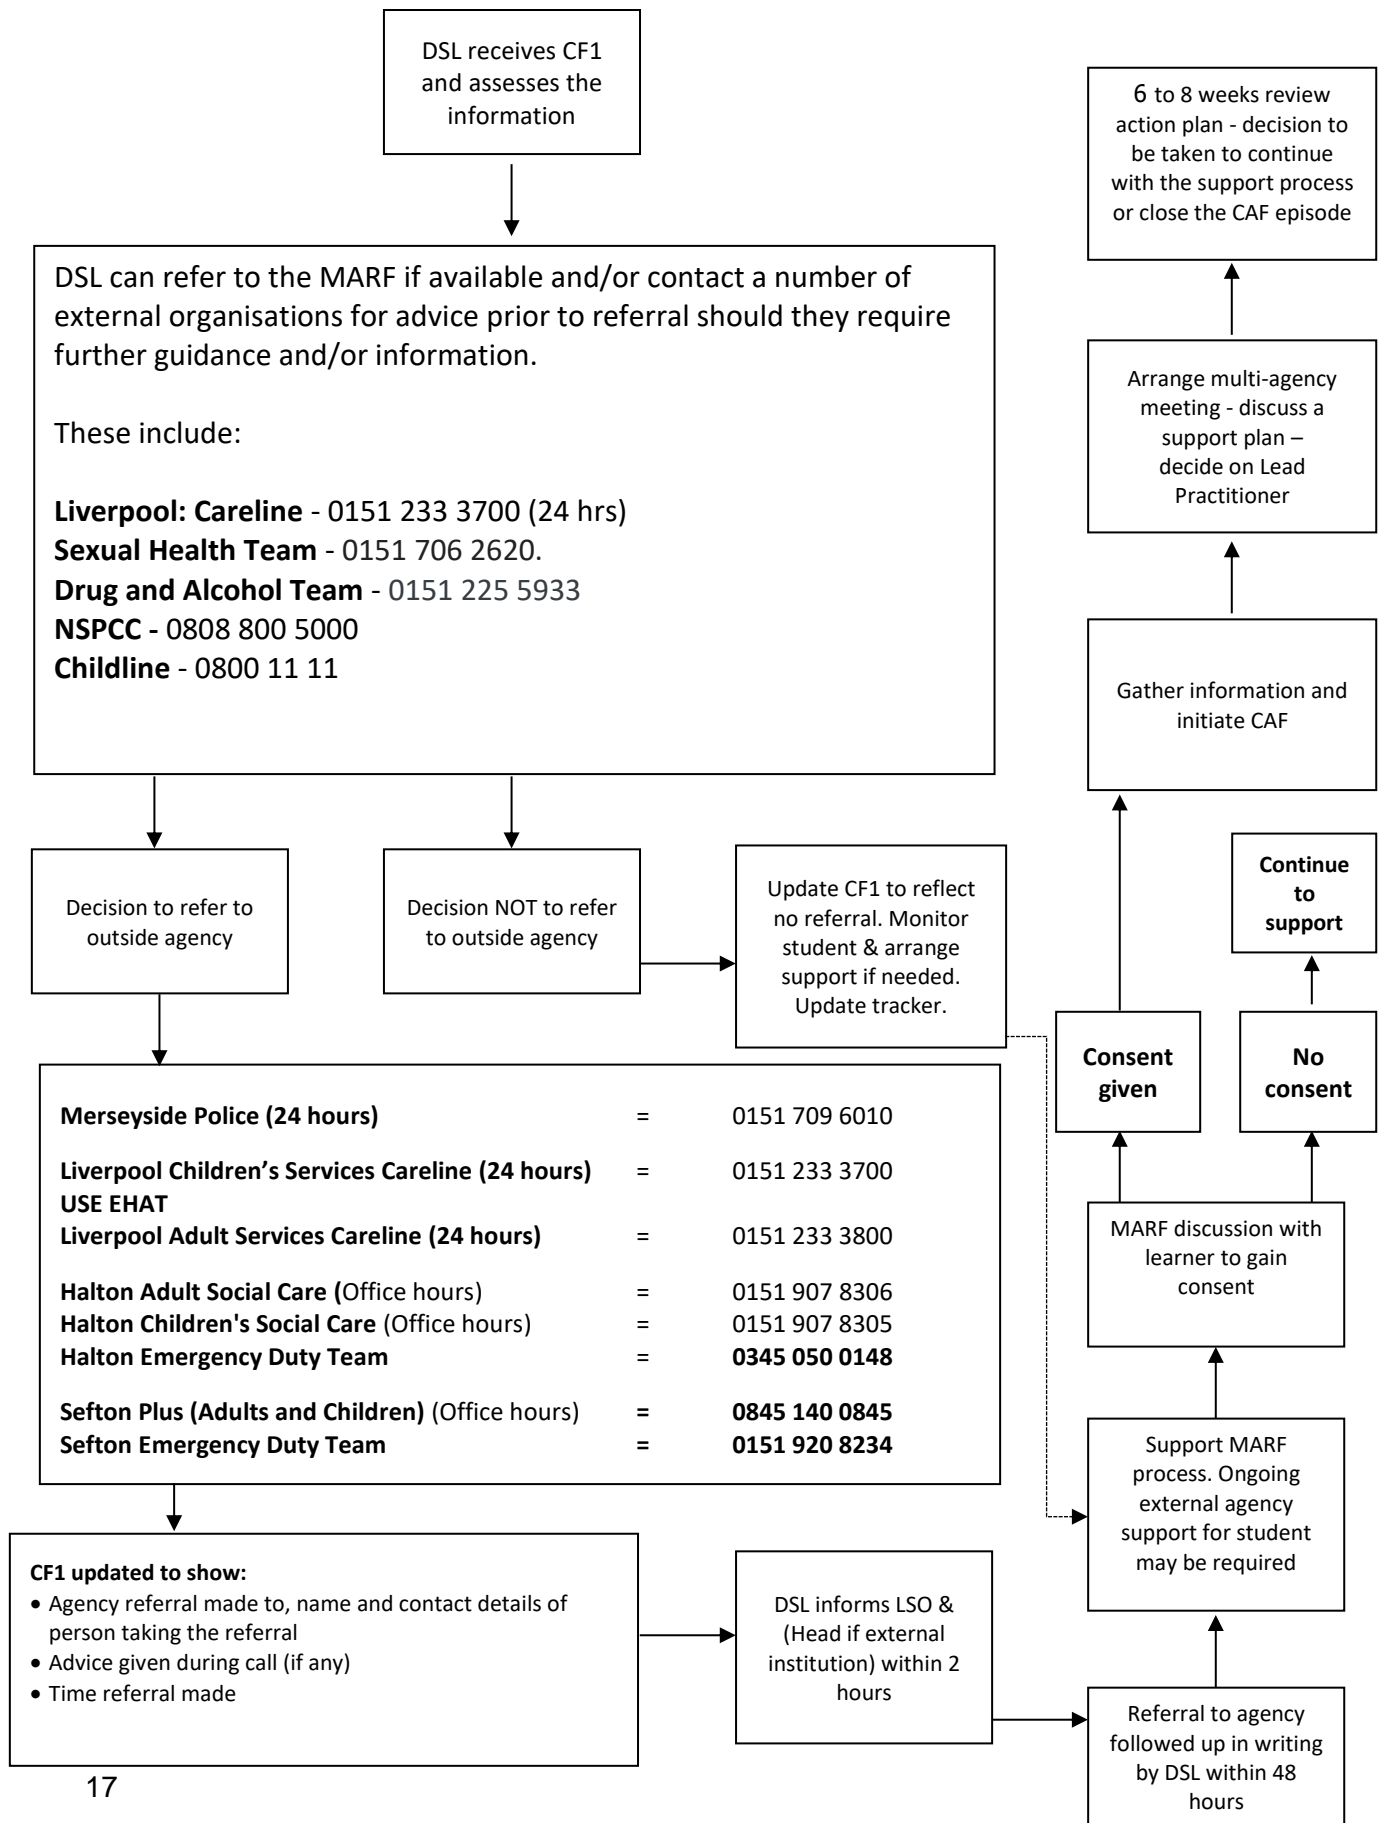 DSL receives CF1
and assesses the
information
DSL can refer to the MARF if available and/or contact a number of
external organisations for advice prior to referral should they require
further guidance and/or information.
These include:
Liverpool: Careline - 0151 233 3700 (24 hrs)
Sexual Health Team - 0151 706 2620.
Drug and Alcohol Team - 0151 225 5933
NSPCC - 0808 800 5000
Childline - 0800 11 11
Decision to refer to
outside agency
Decision NOT to refer
to outside agency
Update CF1 to reflect
no referral. Monitor
student & arrange
support if needed.
Update tracker.
Merseyside Police (24 hours) = 0151 709 6010
Liverpool Children’s Services Careline (24 hours) = 0151 233 3700
USE EHAT
Liverpool Adult Services Careline (24 hours) = 0151 233 3800
Halton Adult Social Care (Office hours) = 0151 907 8306
Halton Children's Social Care (Office hours) = 0151 907 8305
Halton Emergency Duty Team = 0345 050 0148
Sefton Plus (Adults and Children) (Office hours) = 0845 140 0845
Sefton Emergency Duty Team = 0151 920 8234
CF1 updated to show:
• Agency referral made to, name and contact details of
person taking the referral
• Advice given during call (if any)
• Time referral made
DSL informs LSO &
(Head if external
institution) within 2
hours
Referral to agency
followed up in writing
by DSL within 48
hours
Support MARF
process. Ongoing
external agency
support for student
may be required
MARF discussion with
learner to gain
consent
Consent
given
No
consent
Continue
to
support
Gather information and
initiate CAF
Arrange multi-agency
meeting - discuss a
support plan –
decide on Lead
Practitioner
6 to 8 weeks review
action plan - decision to
be taken to continue
with the support process
or close the CAF episode
17